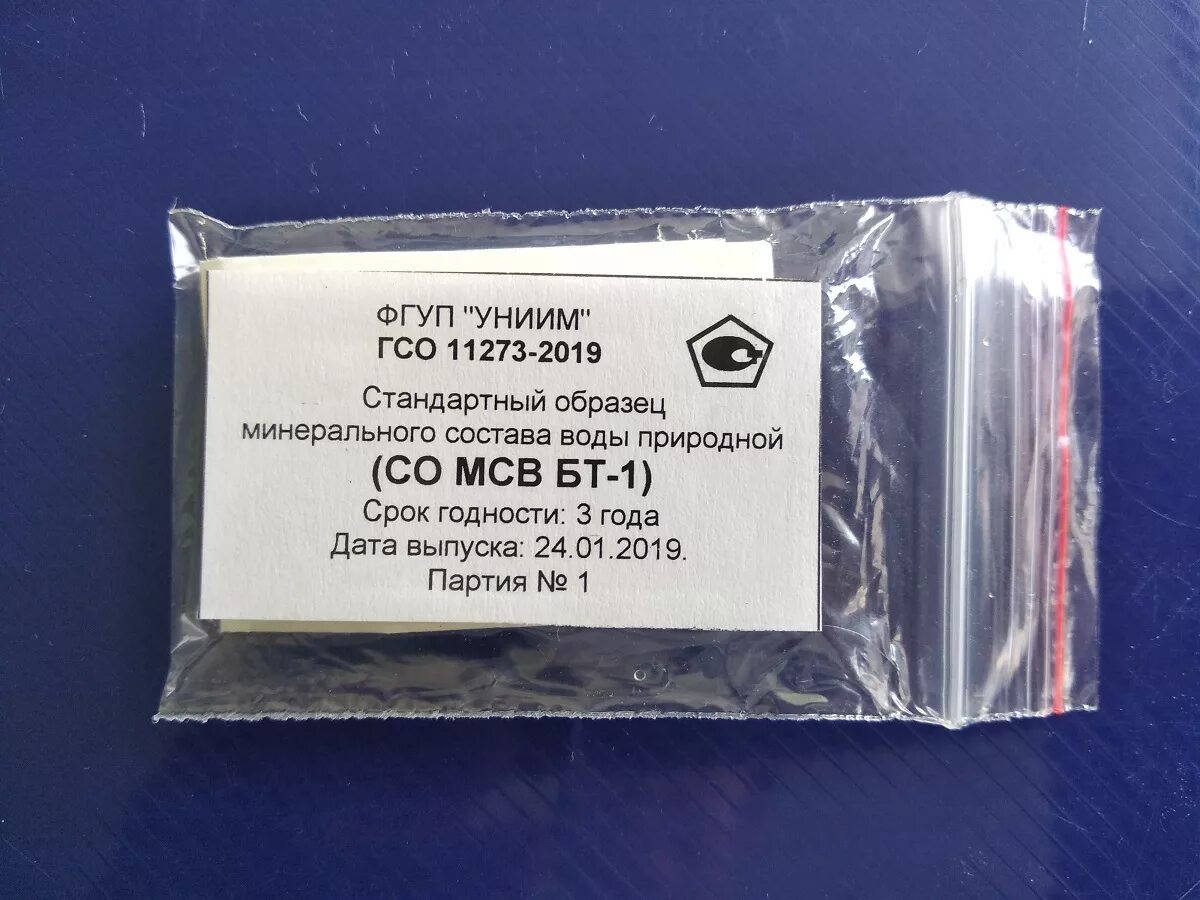 ФГУП "УНИИМ"
ГСО 11273-2019
Стандартный образец
минерального состава воды природной
(СО МСВ БТ-1)
Срок годности: 3 года
Дата выпуска: 24.01.2019.
Партия № 1